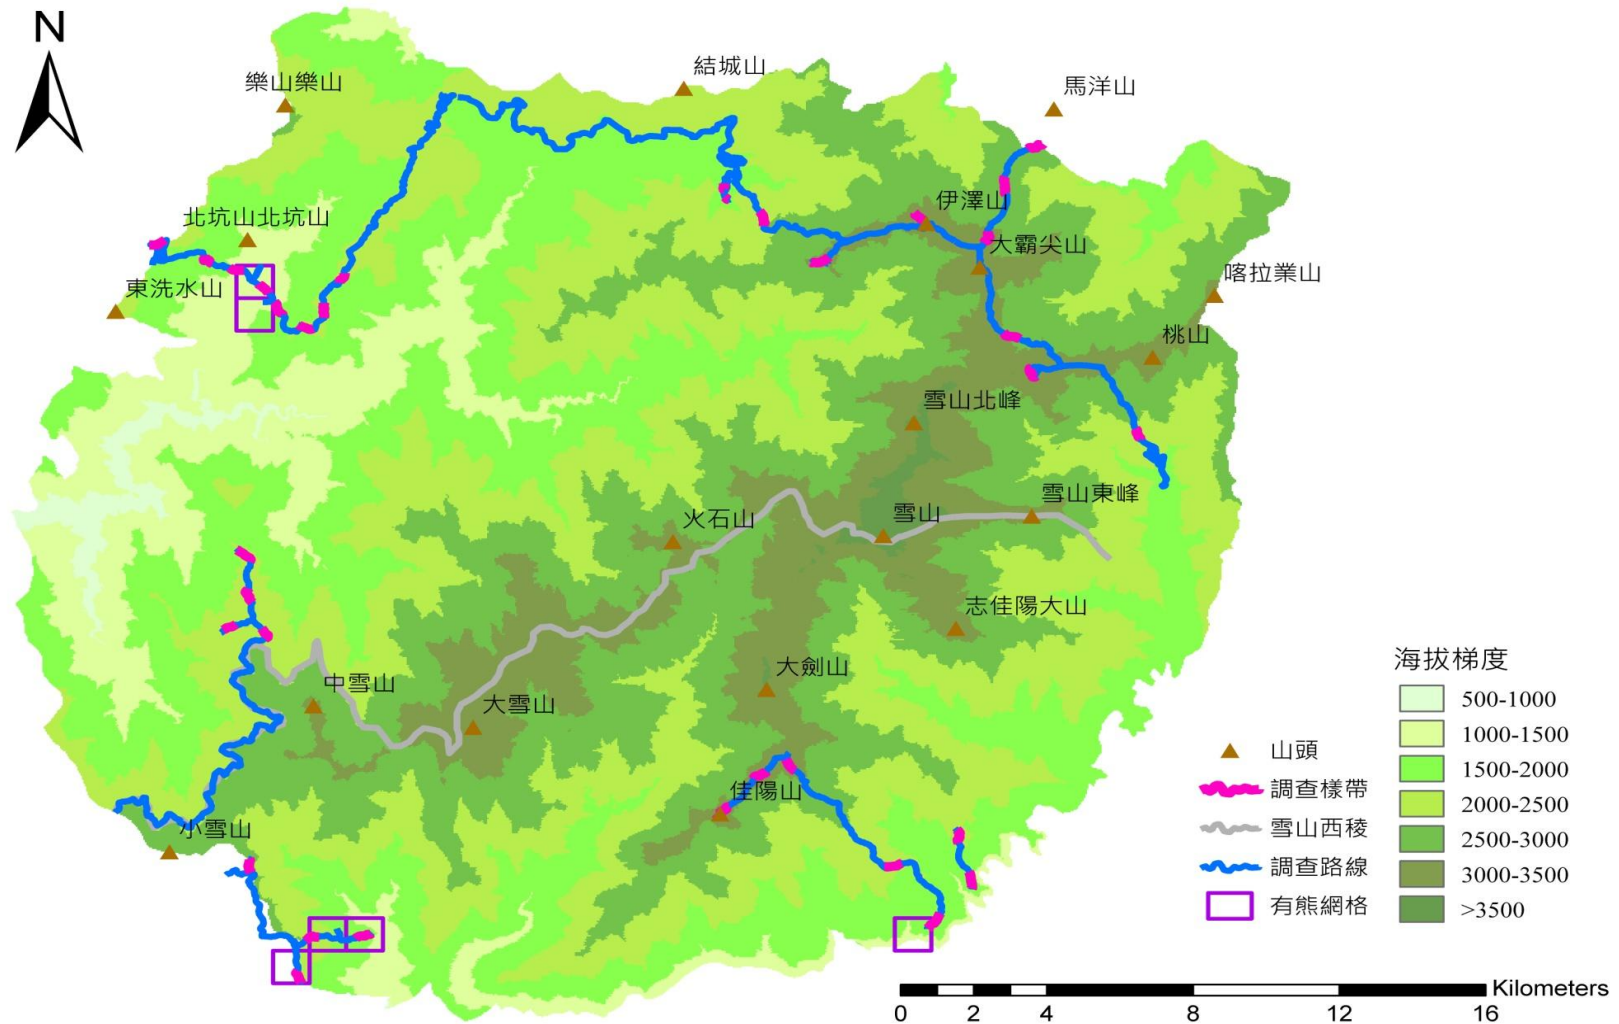 N
結城山
樂山樂山
馬洋山
伊澤山
北坑山北坑山
大霸尖山
喀拉業山
東洗水山
桃山
雪山北峰
雪山東峰
雪山
火石山
志佳陽大山
大劍山
中雪山
大雪山
佳陽山
小雪山
海拔梯度
500-1000
1000-1500
1500-2000
2000-2500
2500-3000
3000-3500
>3500
山頭
調查樣帶
雪山西稜
調查路線
有熊網格
Kilometers
0 2 4 8 12 16